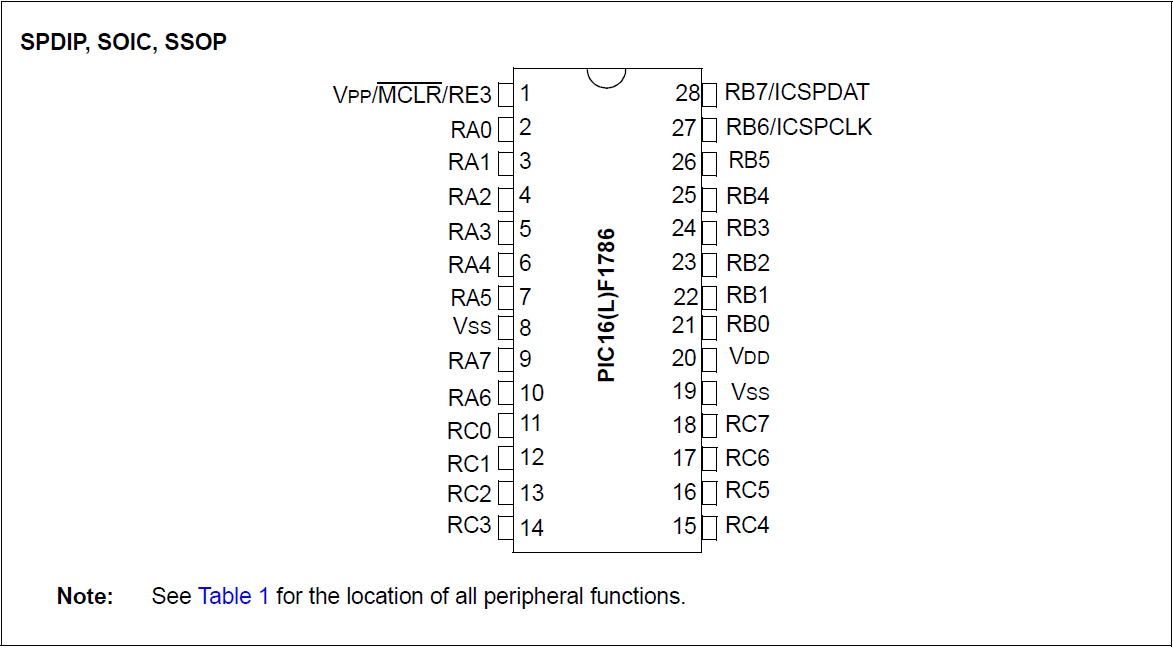 SPDIP, SOIC, SSOP
VPP/MCLR/RE3 1 28 RB7/ICSPDAT
RA0 2 27 RB6/ICSPCLK
RA1 3 26 RB5
RA2 4 25 RB4
RA3 5 24 RB3
RA4 6 23 RB2
RA5 7 22 RB1
VSS 8 21 RB0
RA7 9 20 VDD
RA6 10 19 VSS
RC0 11 18 RC7
RC1 12 17 RC6
RC2 13 16 RC5
RC3 14 15 RC4
PIC16(L)F1786
Note: See Table 1 for the location of all peripheral functions.